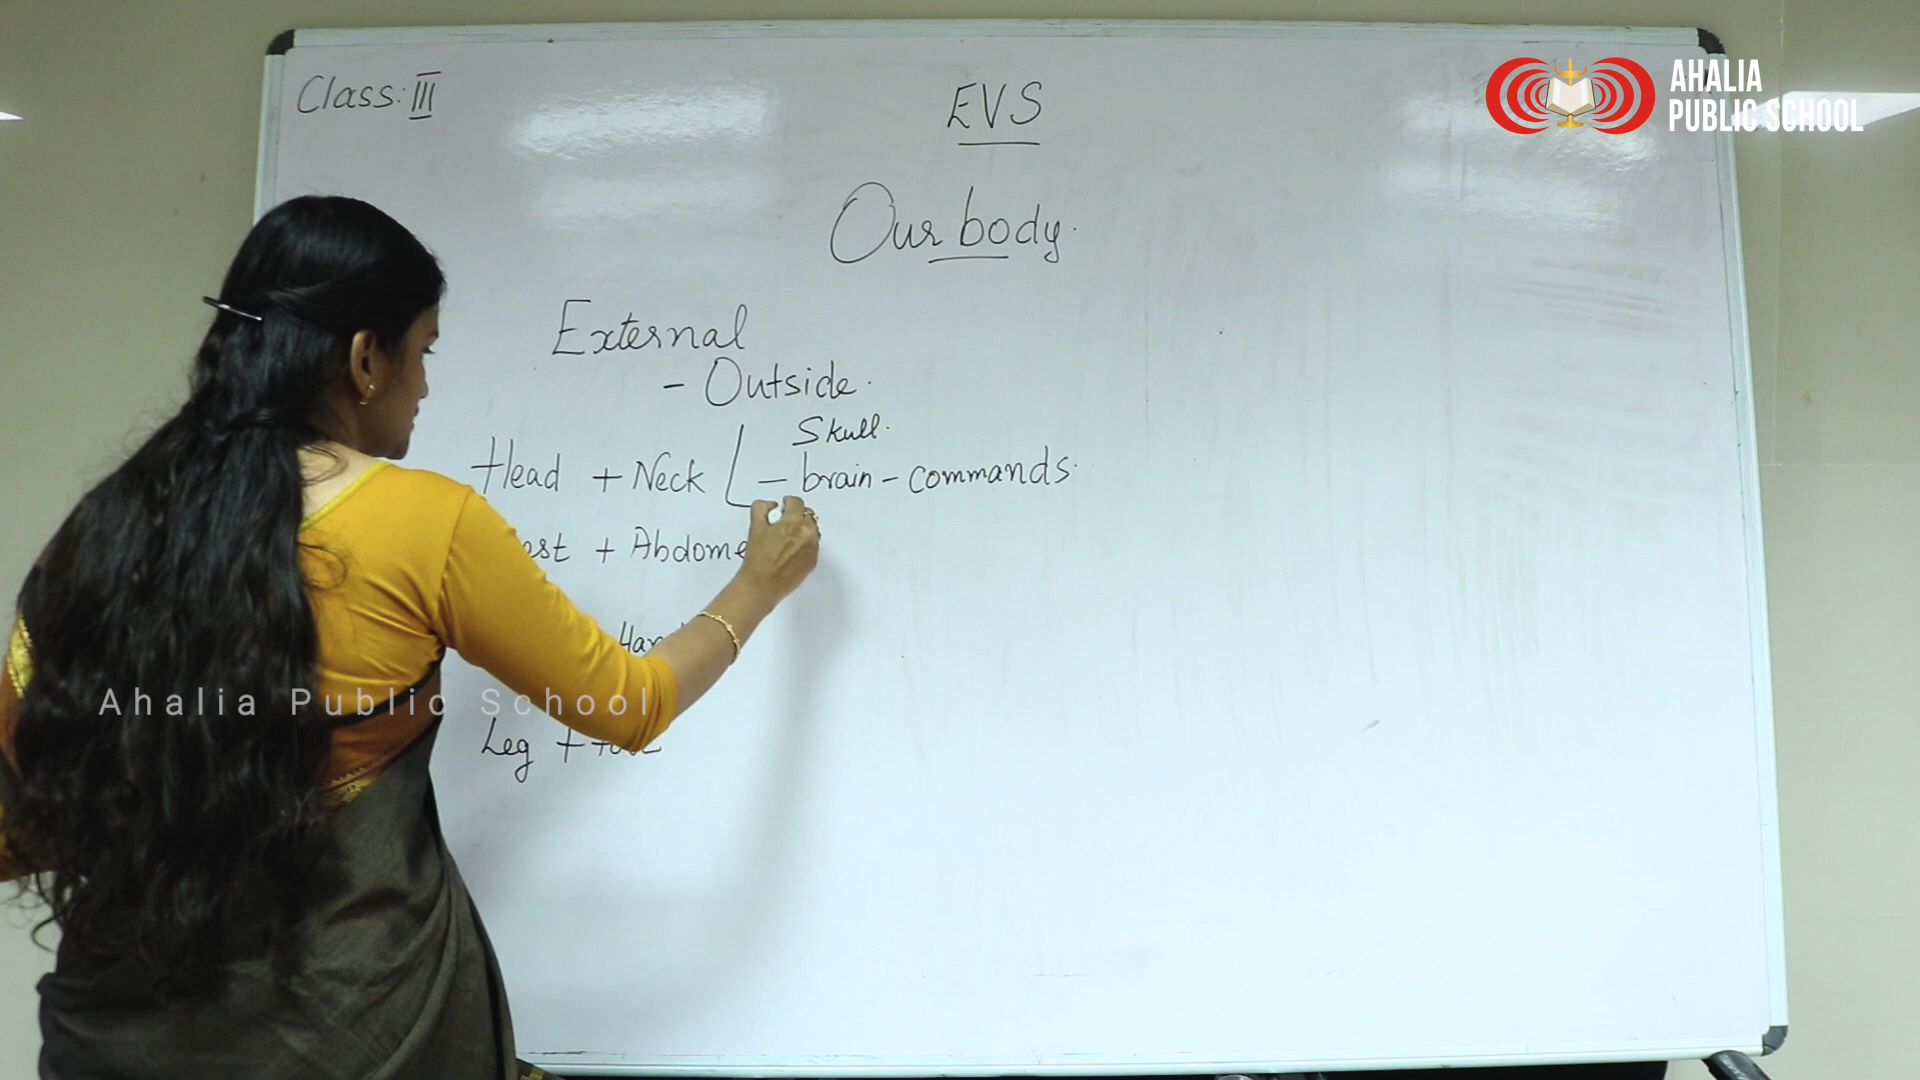 Class: III
EVS
AHALIA
PUBLIC SCHOOL
Our body.
External
- Outside.
Skull.
Head + Neck - brain - commands.
+ Abdome
Ahalia Public School
Leg +